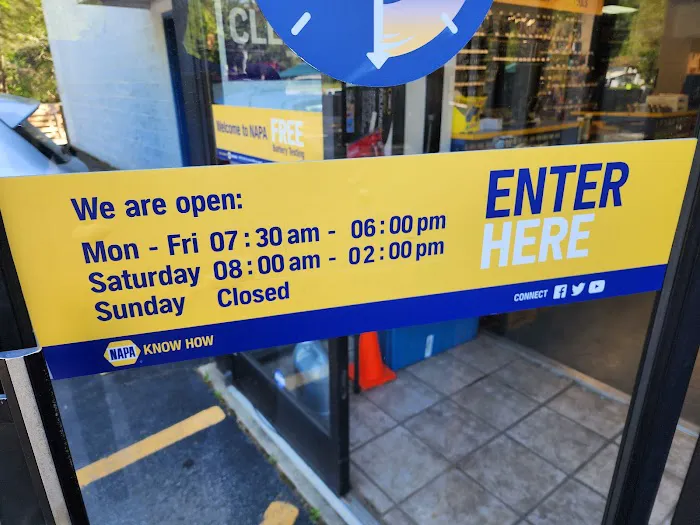 CL
Welcome to NAPA FREE
Battery Testing
We are open:
Mon - Fri 07:30 am - 06:00 pm
Saturday 08:00 am - 02:00 pm
Sunday Closed
ENTER
HERE
CONNECT
NAPA KNOW HOW